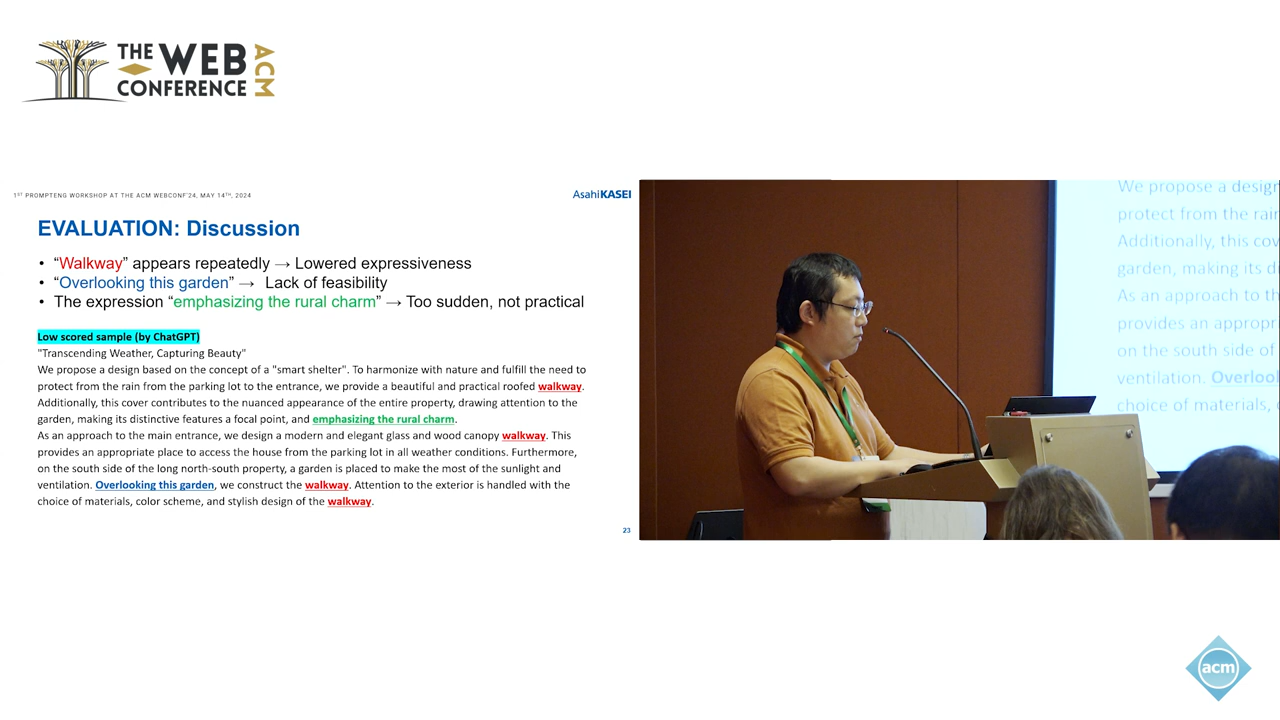 THE WEB
CONFERENCE
ACM
1ST PROMPTENG WORKSHOP AT THE ACM WEBCONF'24, MAY 14TH, 2024
AsahiKASEI
EVALUATION: Discussion
• “Walkway” appears repeatedly → Lowered expressiveness
• “Overlooking this garden” → Lack of feasibility
• The expression “emphasizing the rural charm” → Too sudden, not practical
Low scored sample (by ChatGPT)
"Transcending Weather, Capturing Beauty"
We propose a design based on the concept of a "smart shelter". To harmonize with nature and fulfill the need to
protect from the rain from the parking lot to the entrance, we provide a beautiful and practical roofed walkway.
Additionally, this cover contributes to the nuanced appearance of the entire property, drawing attention to the
garden, making its distinctive features a focal point, and emphasizing the rural charm.
As an approach to the main entrance, we design a modern and elegant glass and wood canopy walkway. This
provides an appropriate place to access the house from the parking lot in all weather conditions. Furthermore,
on the south side of the long north-south property, a garden is placed to make the most of the sunlight and
ventilation. Overlooking this garden, we construct the walkway. Attention to the exterior is handled with the
choice of materials, color scheme, and stylish design of the walkway.
23
We propose a design
protect from the rain
Additionally, this cov
garden, making its di
As an approach to th
provides an appropr
on the south side of
ventilation. Overloo
choice of materials,
acm